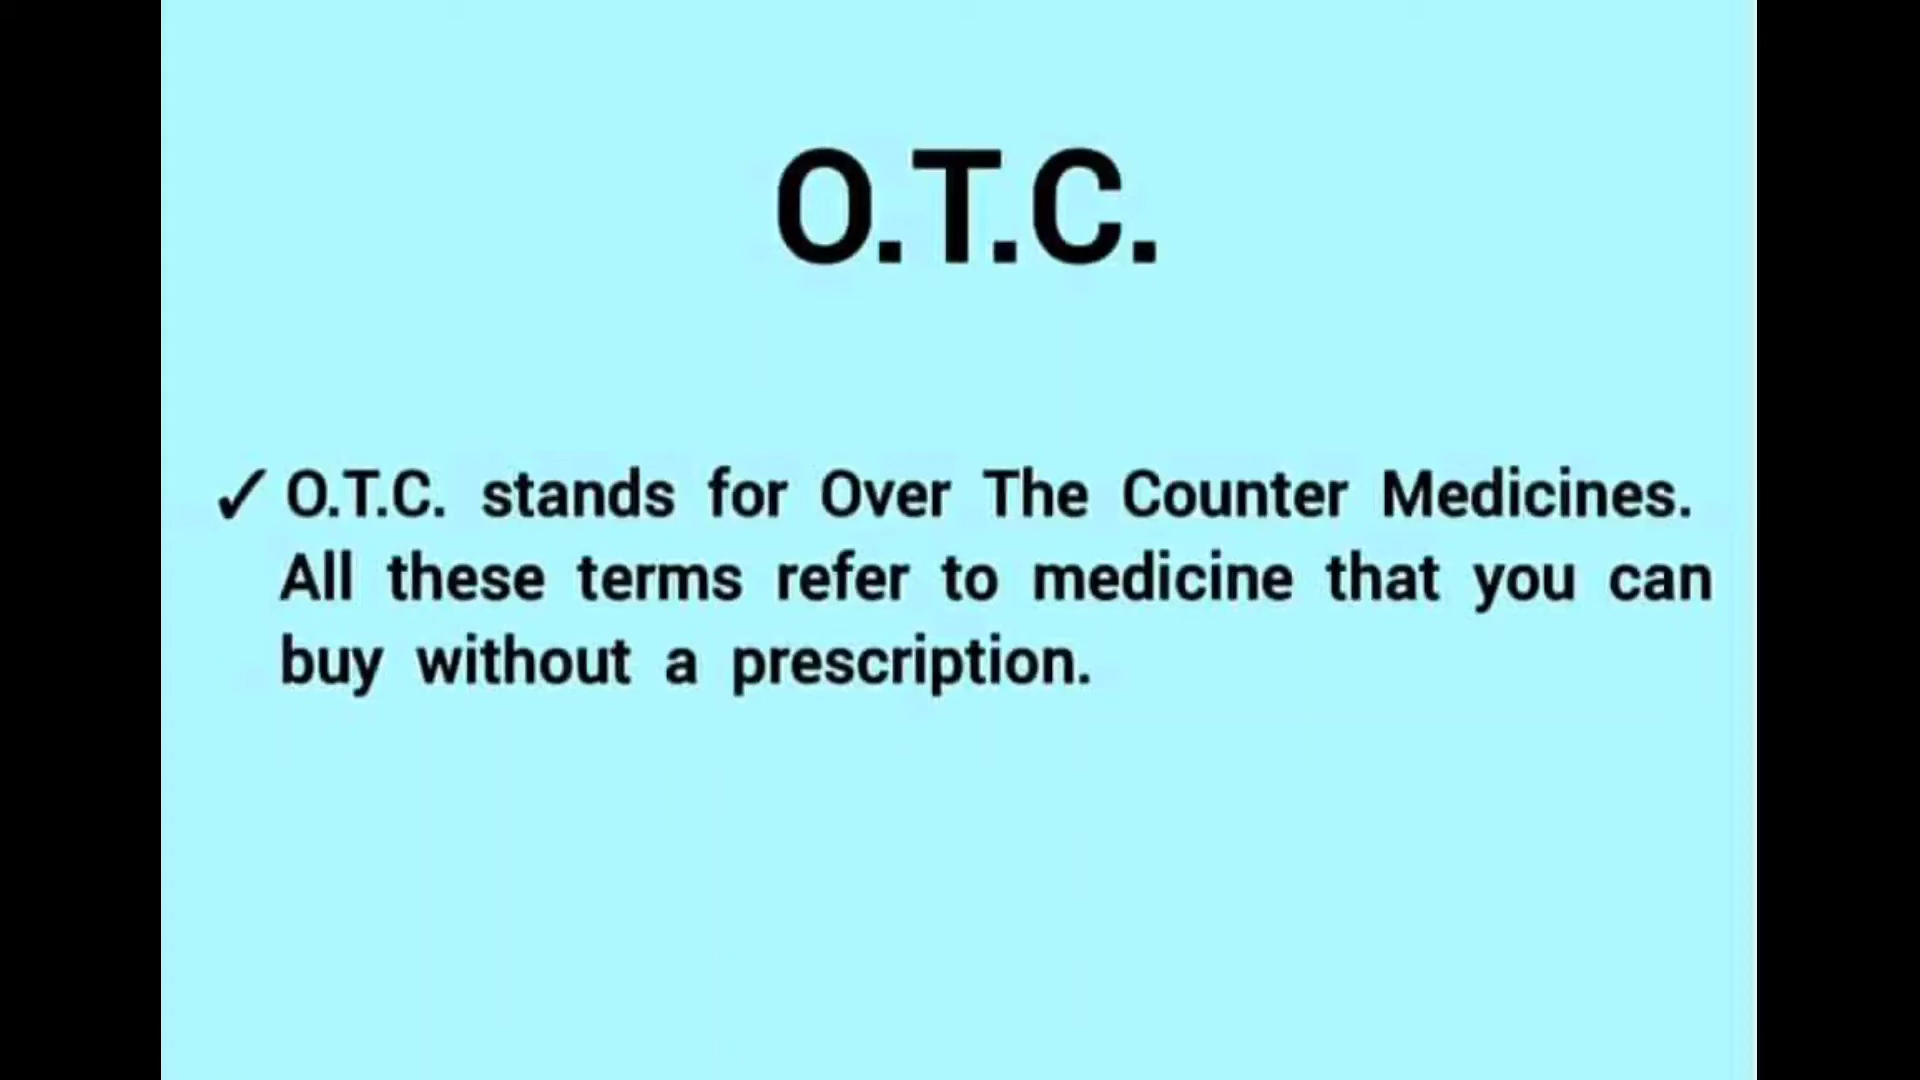 O.T.C.
✓ O.T.C. stands for Over The Counter Medicines.
All these terms refer to medicine that you can
buy without a prescription.